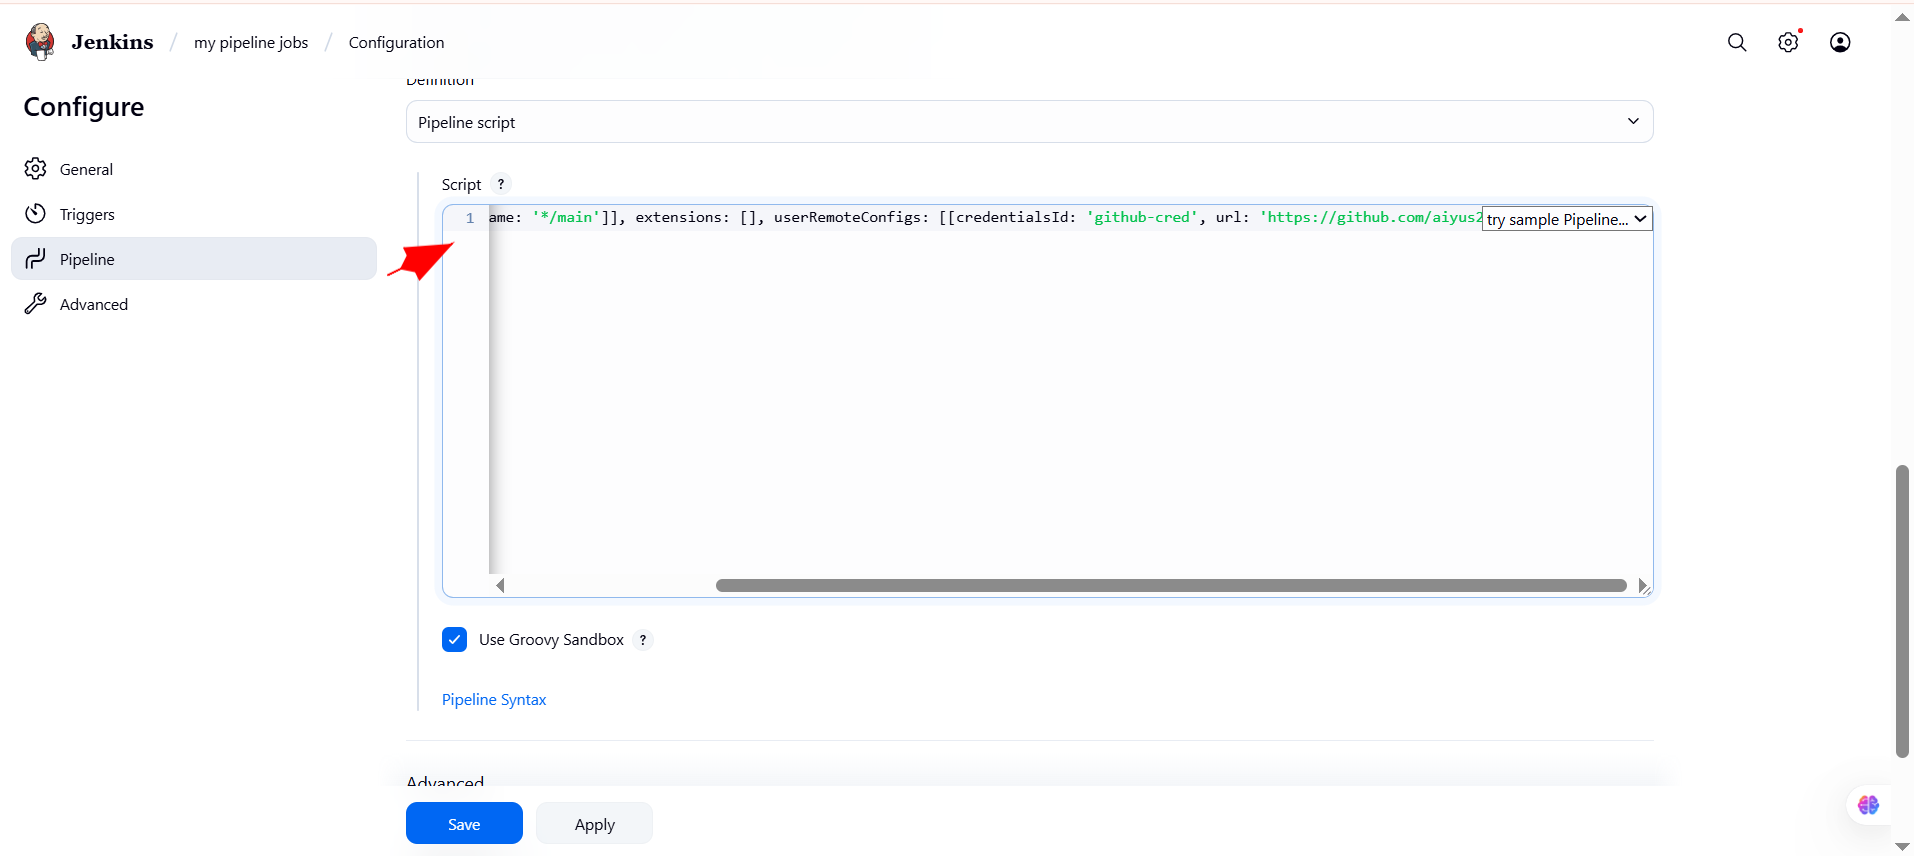 Jenkins / my pipeline jobs / Configuration
Configure
General
Triggers
Pipeline
Advanced
Definition
Pipeline script
Script ?
1 ame: '*/main']], extensions: [], userRemoteConfigs: [[credentialsId: 'github-cred', url: 'https://github.com/aiyus2
try sample Pipeline...
Use Groovy Sandbox ?
Pipeline Syntax
Advanced
Save
Apply